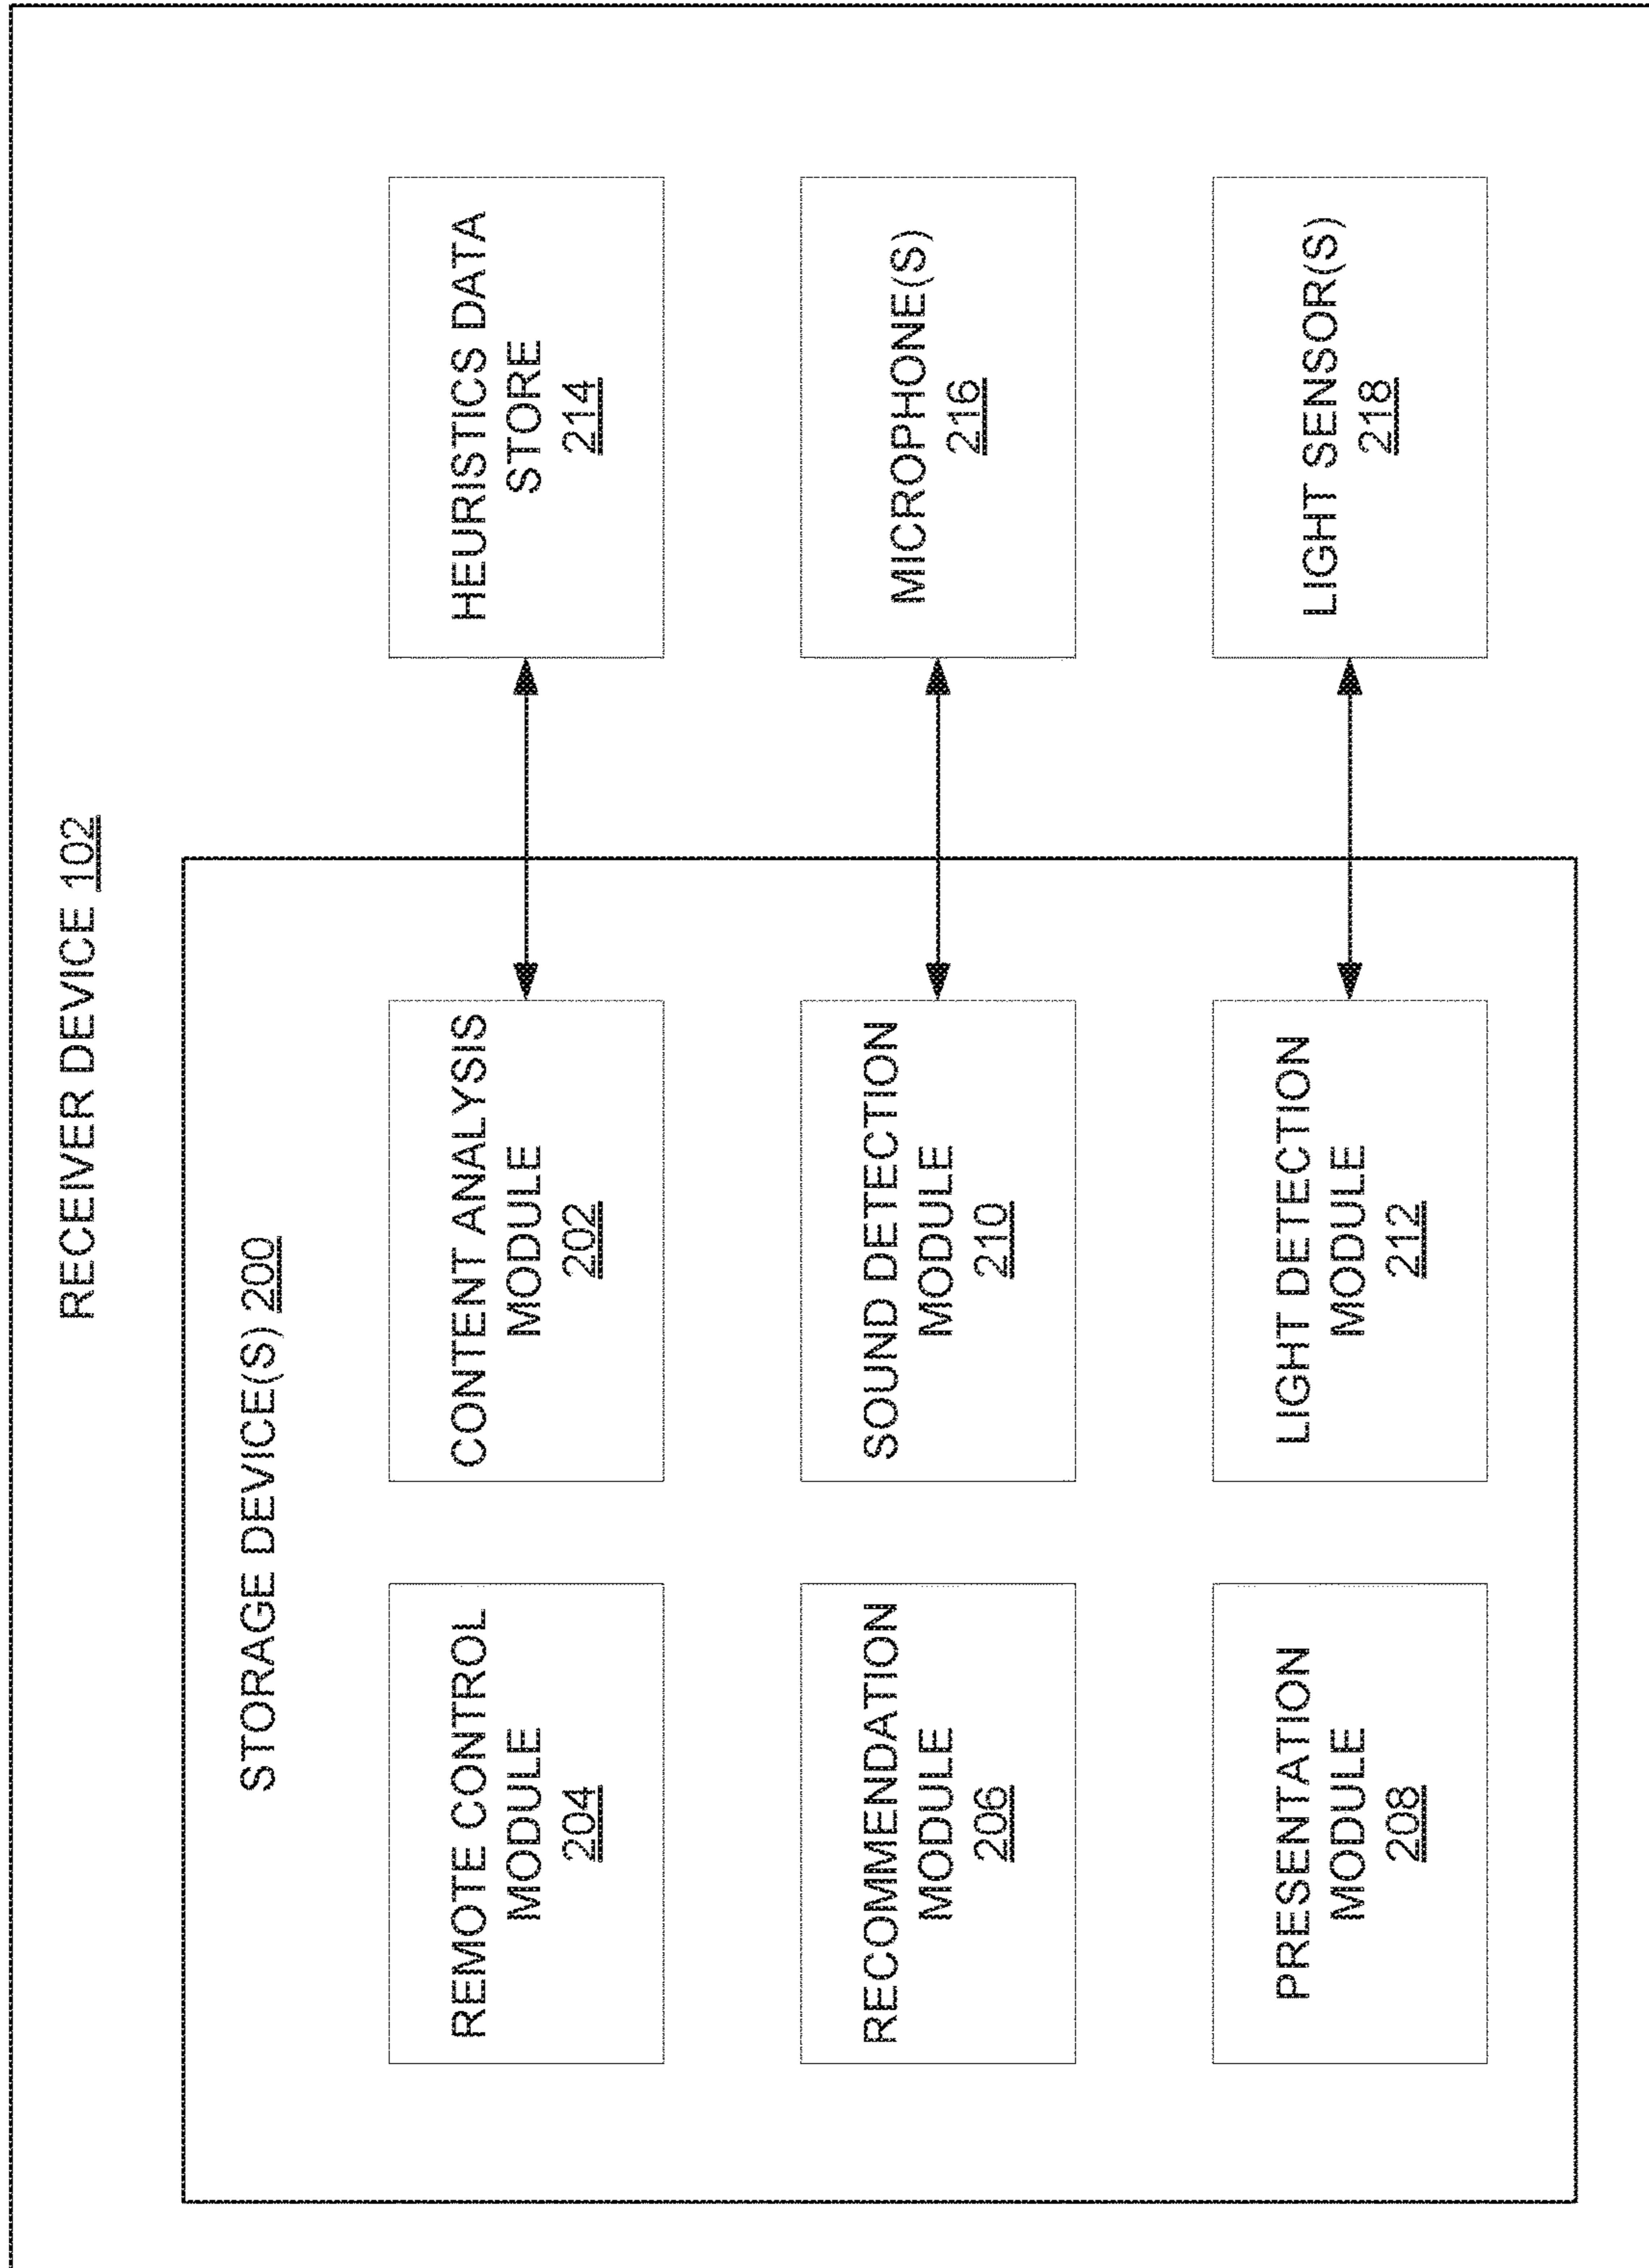 RECEIVER DEVICE 102
STORAGE DEVICE(S) 200
REMOTE CONTROL
MODULE
204
CONTENT ANALYSIS
MODULE
202
HEURISTICS DATA
STORE
214
RECOMMENDATION
MODULE
206
SOUND DETECTION
MODULE
210
MICROPHONE(S)
216
PRESENTATION
MODULE
208
LIGHT DETECTION
MODULE
212
LIGHT SENSOR(S)
218